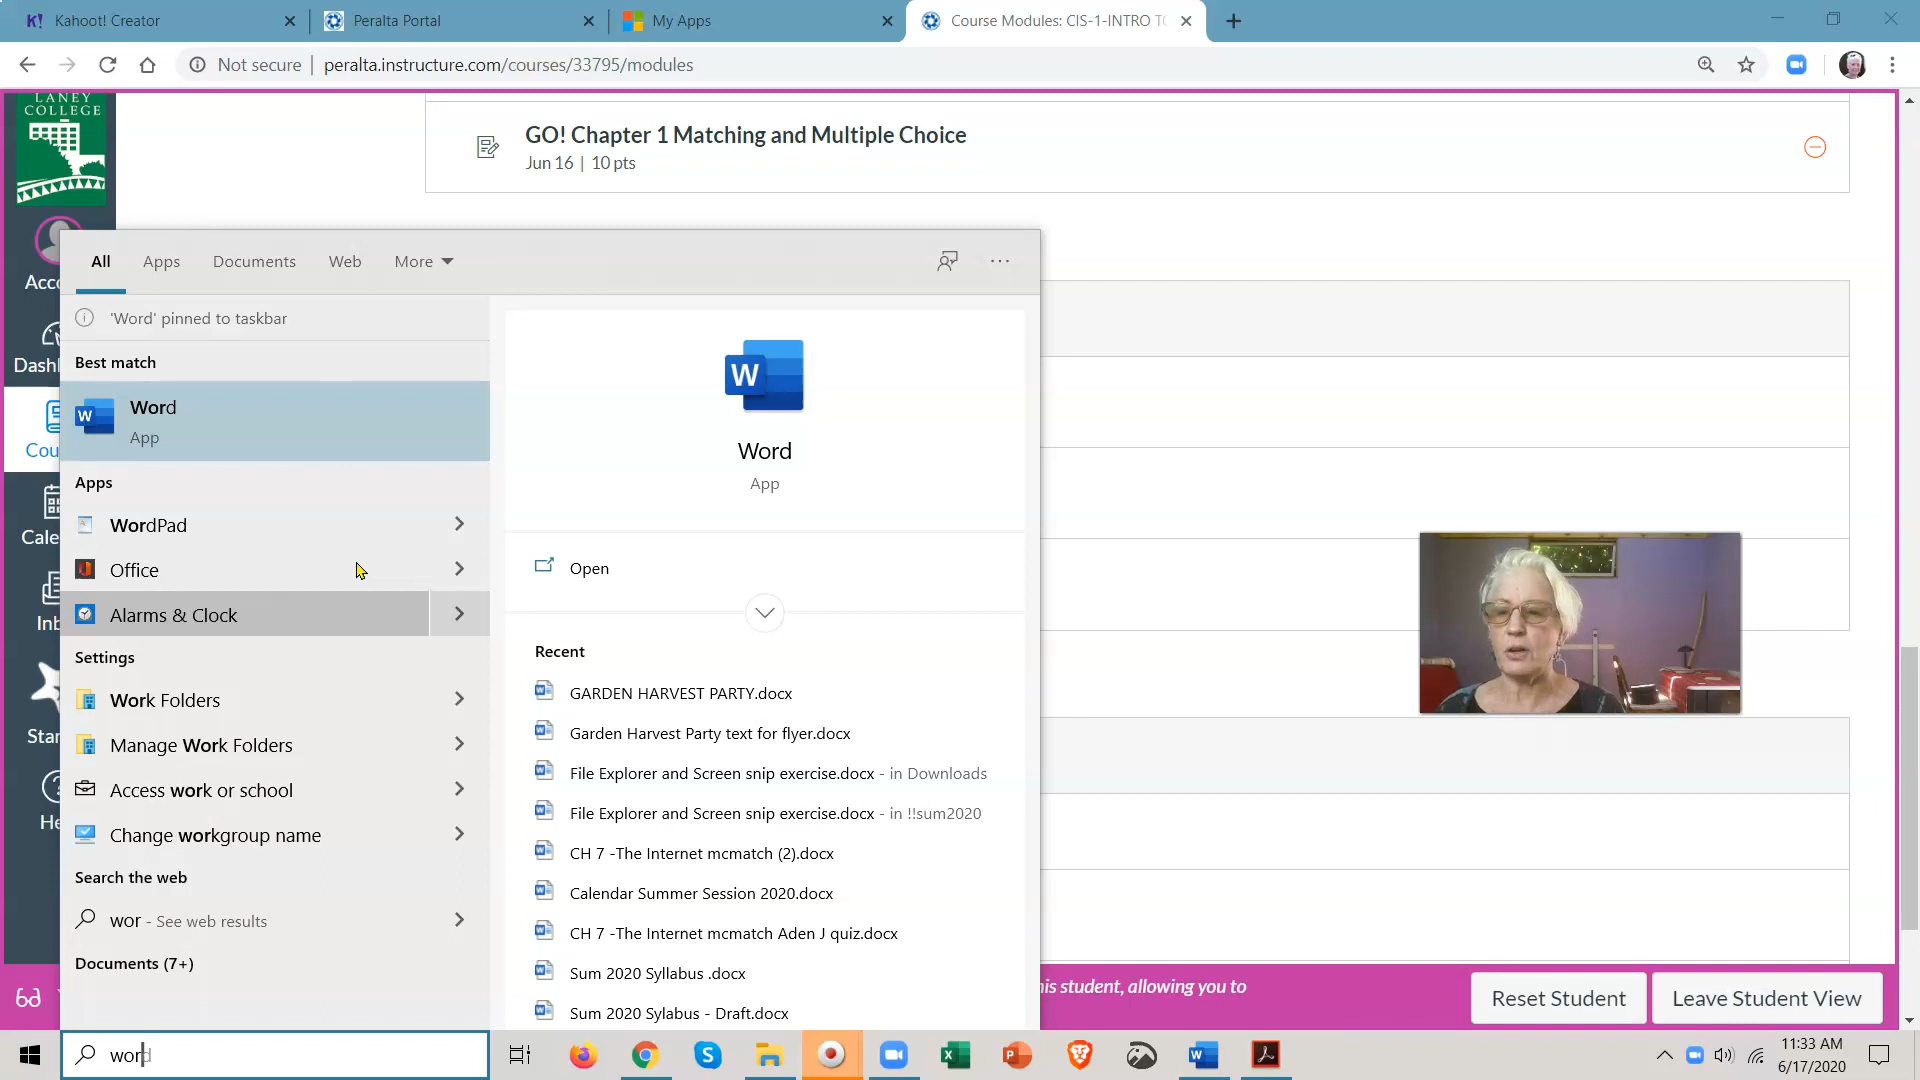 Kahoot! Creator
Peralta Portal
My Apps
Course Modules: CIS-1-INTRO TO
Not secure | peralta.instructure.com/courses/33795/modules
LANEY
COLLEGE
GO! Chapter 1 Matching and Multiple Choice
Jun 16 | 10 pts
All
Apps
Documents
Web
More
'Word' pinned to taskbar
Best match
Word
App
Apps
WordPad
Office
Alarms & Clock
Settings
Work Folders
Manage Work Folders
Access work or school
Change workgroup name
Search the web
wor - See web results
Documents (7+)
Word
App
Open
Recent
GARDEN HARVEST PARTY.docx
Garden Harvest Party text for flyer.docx
File Explorer and Screen snip exercise.docx - in Downloads
File Explorer and Screen snip exercise.docx - in !!sum2020
CH 7 -The Internet mcmatch (2).docx
Calendar Summer Session 2020.docx
CH 7 -The Internet mcmatch Aden J quiz.docx
Sum 2020 Syllabus .docx
Sum 2020 Sylabus - Draft.docx
Acco
Dash
Cou
Cale
Inb
Star
He
his student, allowing you to
Reset Student
Leave Student View
word
11:33 AM
6/17/2020